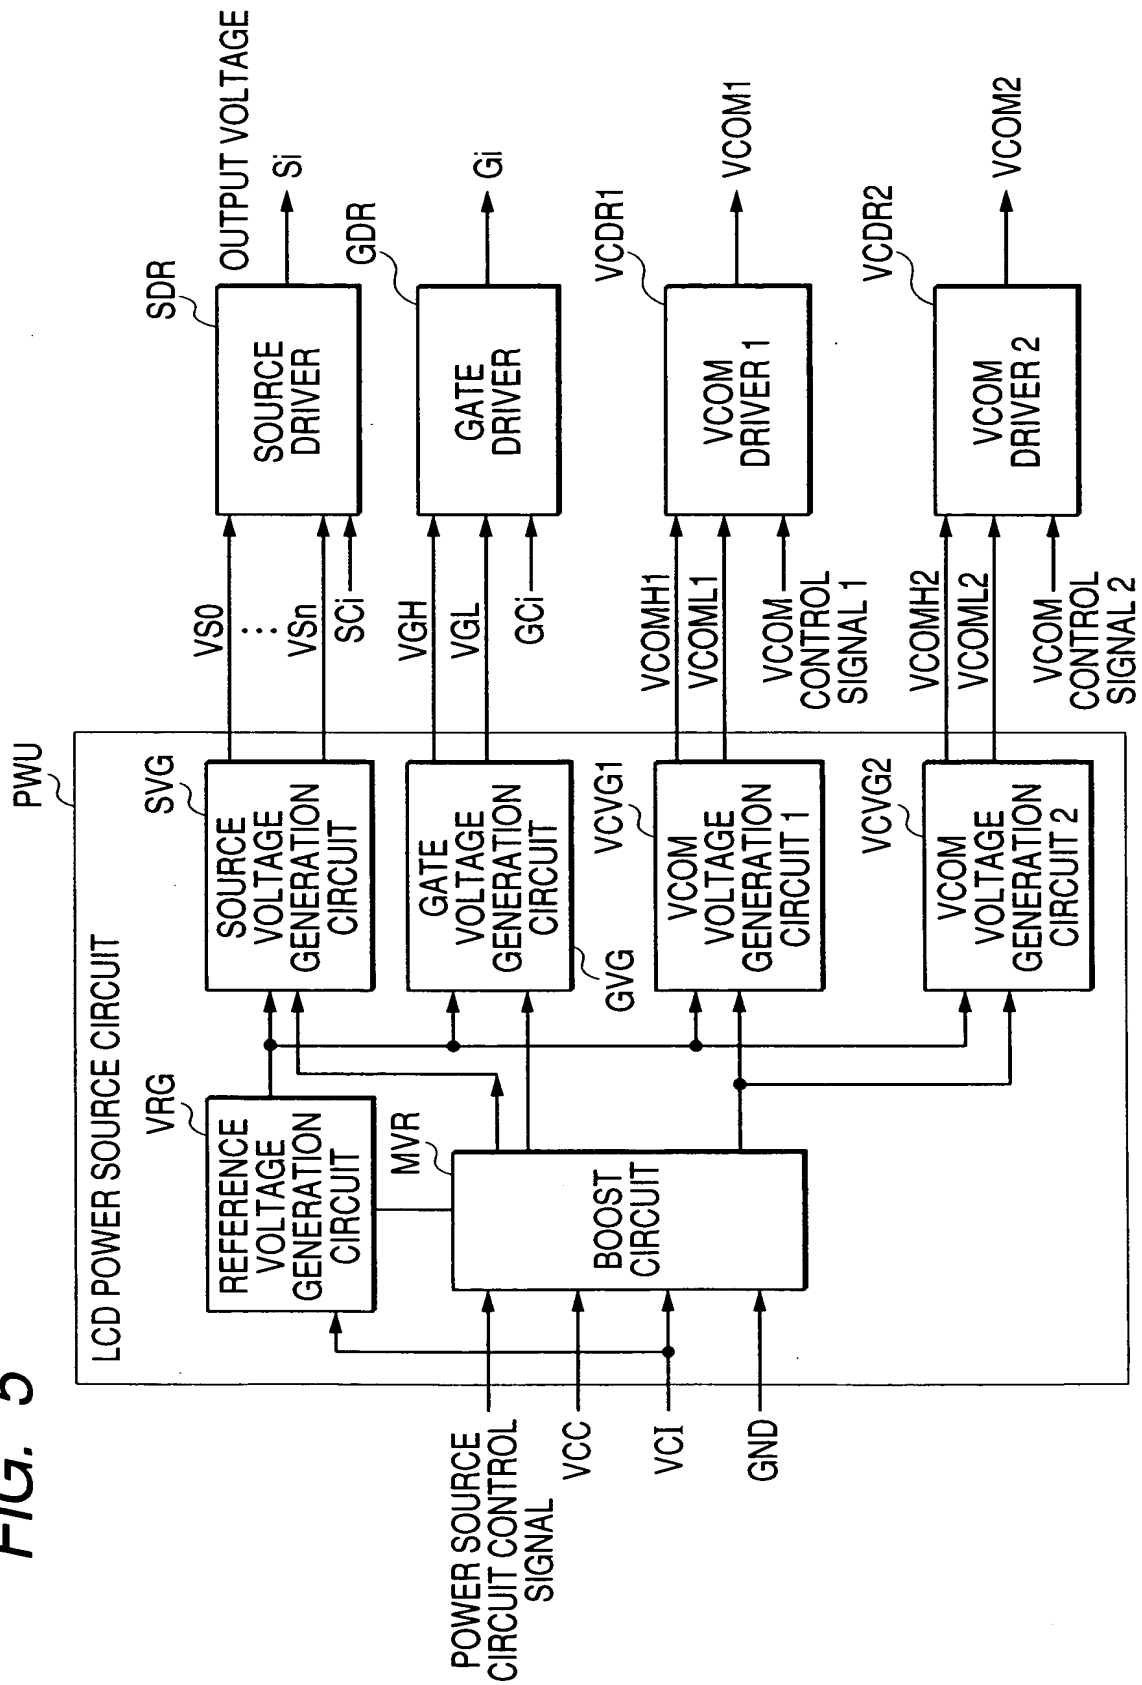 FIG. 5
PWU
LCD POWER SOURCE CIRCUIT
VRG
REFERENCE
VOLTAGE
GENERATION
CIRCUIT
MVR
BOOST
CIRCUIT
POWER SOURCE
CIRCUIT CONTROL
SIGNAL
VCC
VCI
GND
SVG
SOURCE
VOLTAGE
GENERATION
CIRCUIT
GATE
VOLTAGE
GENERATION
CIRCUIT
GVG
VCVG1
VCOM
VOLTAGE
GENERATION
CIRCUIT 1
VCVG2
VCOM
VOLTAGE
GENERATION
CIRCUIT 2
VS0
...
VSn
SCi
VGH
VGL
GCi
VCOMH1
VCOML1
VCOM
CONTROL
SIGNAL 1
VCOMH2
VCOML2
VCOM
CONTROL
SIGNAL 2
SDR
SOURCE
DRIVER
GDR
GATE
DRIVER
VCDR1
VCOM
DRIVER 1
VCDR2
VCOM
DRIVER 2
OUTPUT VOLTAGE
Si
Gi
VCOM1
VCOM2